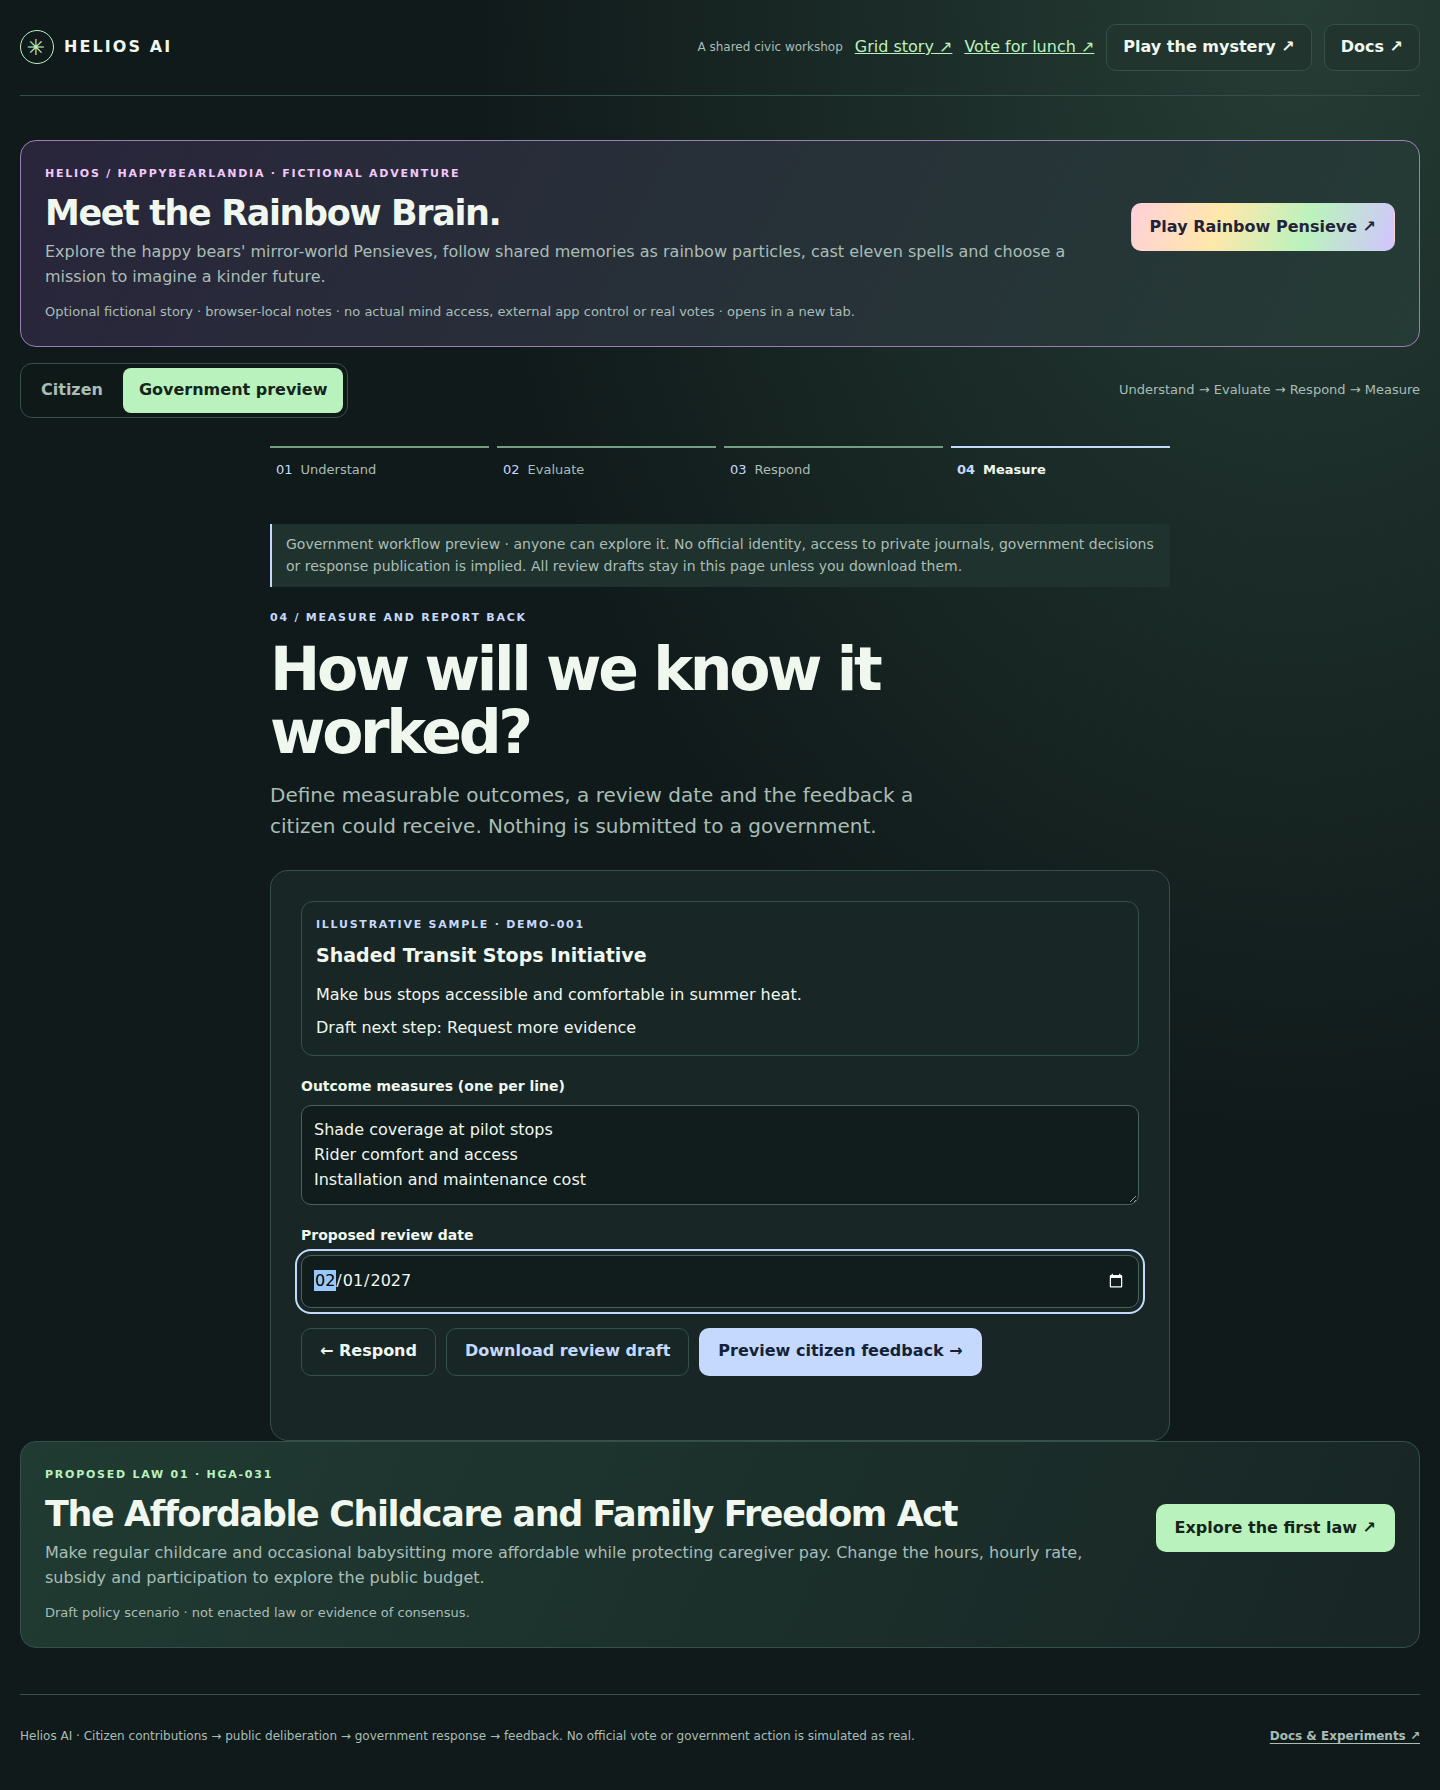 HELIOS AI
A shared civic workshop
Grid story ↗
Vote for lunch ↗
Play the mystery ↗
Docs ↗
HELIOS / HAPPYBEARLANDIA · FICTIONAL ADVENTURE
Meet the Rainbow Brain.
Explore the happy bears' mirror-world Pensieves, follow shared memories as rainbow particles, cast eleven spells and choose a
mission to imagine a kinder future.
Optional fictional story · browser-local notes · no actual mind access, external app control or real votes · opens in a new tab.
Play Rainbow Pensieve ↗
Citizen
Government preview
Understand → Evaluate → Respond → Measure
01 Understand
02 Evaluate
03 Respond
04 Measure
Government workflow preview · anyone can explore it. No official identity, access to private journals, government decisions
or response publication is implied. All review drafts stay in this page unless you download them.
04 / MEASURE AND REPORT BACK
How will we know it
worked?
Define measurable outcomes, a review date and the feedback a
citizen could receive. Nothing is submitted to a government.
ILLUSTRATIVE SAMPLE · DEMO-001
Shaded Transit Stops Initiative
Make bus stops accessible and comfortable in summer heat.
Draft next step: Request more evidence
Outcome measures (one per line)
Shade coverage at pilot stops
Rider comfort and access
Installation and maintenance cost
Proposed review date
02/01/2027
← Respond
Download review draft
Preview citizen feedback →
PROPOSED LAW 01 · HGA-031
The Affordable Childcare and Family Freedom Act
Make regular childcare and occasional babysitting more affordable while protecting caregiver pay. Change the hours, hourly rate,
subsidy and participation to explore the public budget.
Draft policy scenario · not enacted law or evidence of consensus.
Explore the first law ↗
Helios AI · Citizen contributions → public deliberation → government response → feedback. No official vote or government action is simulated as real.
Docs & Experiments ↗